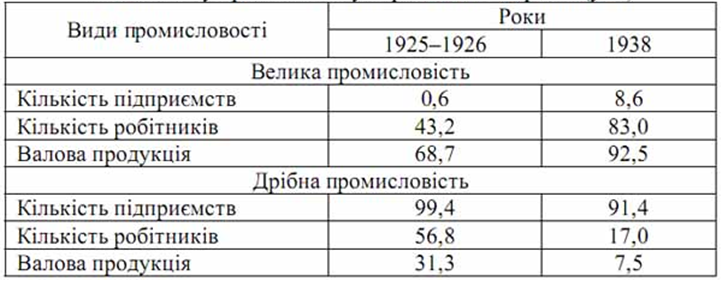 Види промисловості Роки
1925–1926 1938
Велика промисловість
Кількість підприємств 0,6 8,6
Кількість робітників 43,2 83,0
Валова продукція 68,7 92,5
Дрібна промисловість
Кількість підприємств 99,4 91,4
Кількість робітників 56,8 17,0
Валова продукція 31,3 7,5